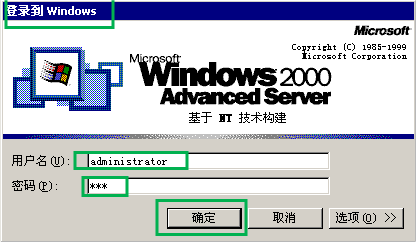 登录到 Windows
Microsoft
Copyright (C) 1985-1999
Microsoft Corporation
Microsoft
Windows 2000
Advanced Server
基于 NT 技术构建
用户名(U): administrator
密码(P): ***
确定 取消 选项(O) >>